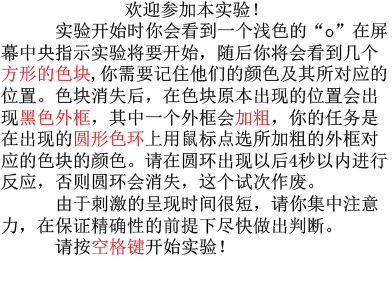 欢迎参加本实验！
实验开始时你会看到一个浅色的“o”在屏
幕中央指示实验将要开始，随后你将会看到几个
方形的色块,你需要记住他们的颜色及其所对应的
位置。色块消失后，在色块原本出现的位置会出
现黑色外框，其中一个外框会加粗，你的任务是
在出现的圆形色环上用鼠标点选所加粗的外框对
应的色块的颜色。请在圆环出现以后4秒以内进行
反应，否则圆环会消失，这个试次作废。
由于刺激的呈现时间很短，请你集中注意
力，在保证精确性的前提下尽快做出判断。
请按空格键开始实验！